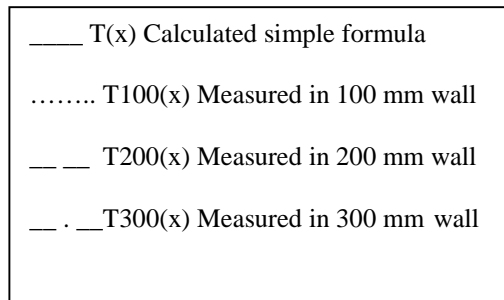 ____ T(x) Calculated simple formula
…….. T100(x) Measured in 100 mm wall
__ __ T200(x) Measured in 200 mm wall
__ . __T300(x) Measured in 300 mm wall